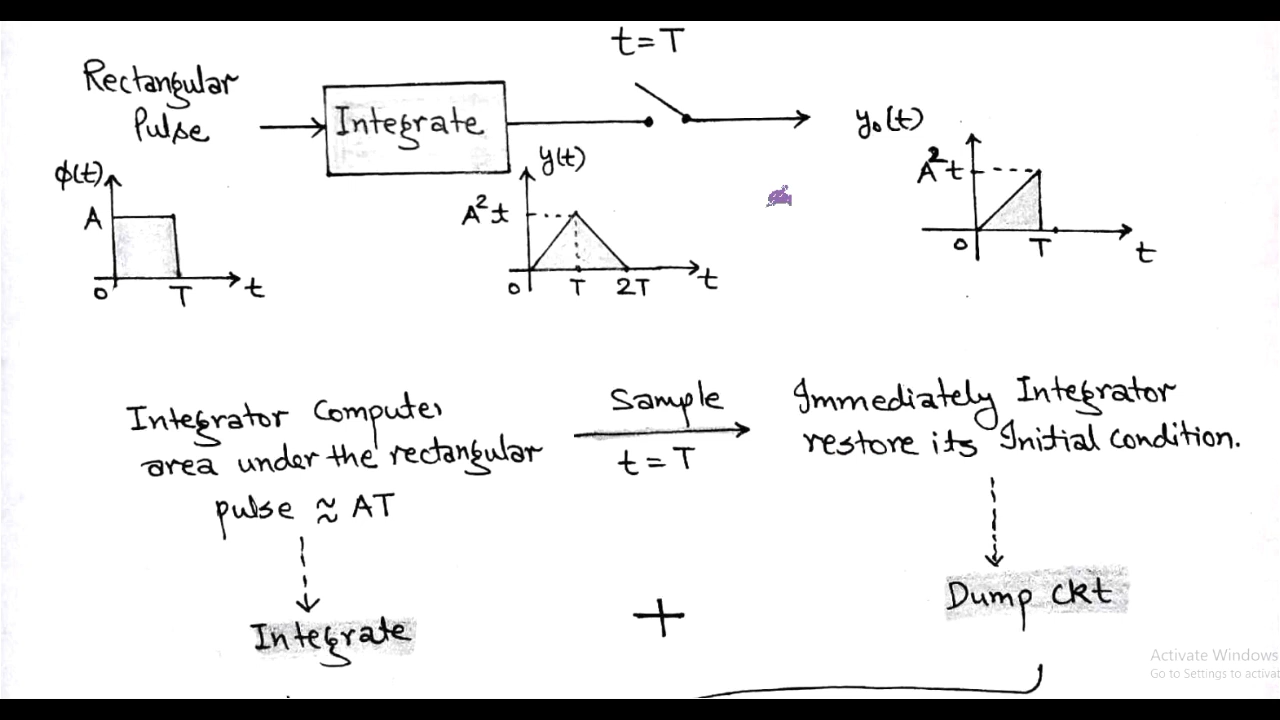 t=T
Rectangular
Pulse
Integrate
y₀(t)
ϕ(t)
A
0
T
t
y(t)
A²t
0
T
2T
t
A²t
0
T
t
Integrator Computer
area under the rectangular
pulse ≈ AT
Sample
t=T
Immediately Integrator
restore its Initial condition.
Integrate
+
Dump ckt
Activate Windows
Go to Settings to activat